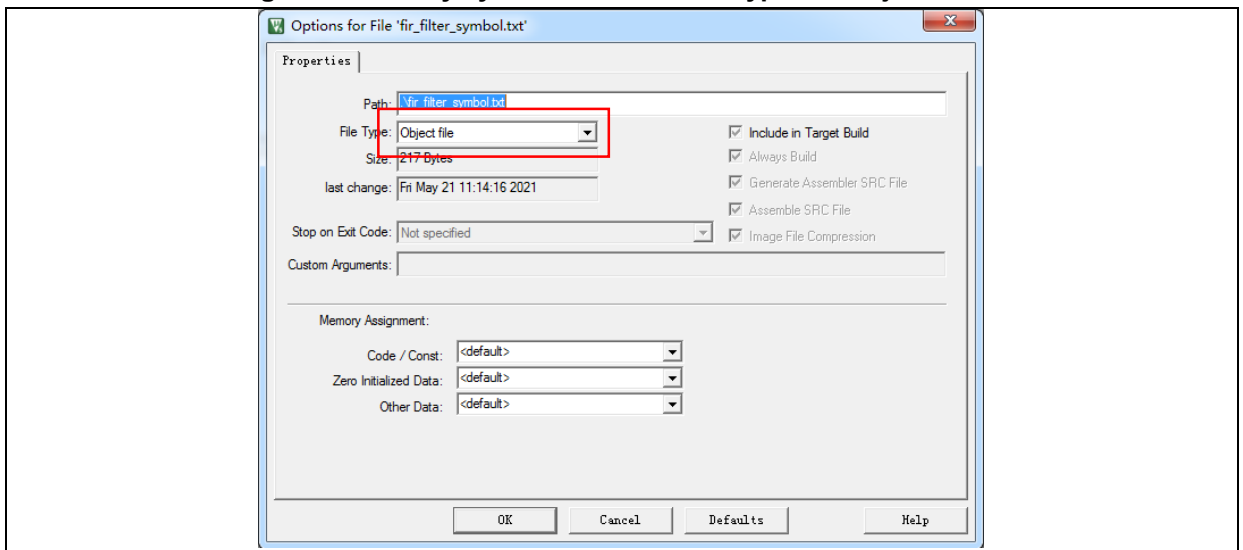 Options for File 'fir_filter_symbol.txt'
Properties
Path: .\fir_filter_symbol.txt
File Type: Object file
Include in Target Build
Size: 217 Bytes
Always Build
last change: Fri May 21 11:14:16 2021
Generate Assembler SRC File
Assemble SRC File
Stop on Exit Code: Not specified
Image File Compression
Custom Arguments:
Memory Assignment:
Code / Const: <default>
Zero Initialized Data: <default>
Other Data: <default>
OK Cancel Defaults Help